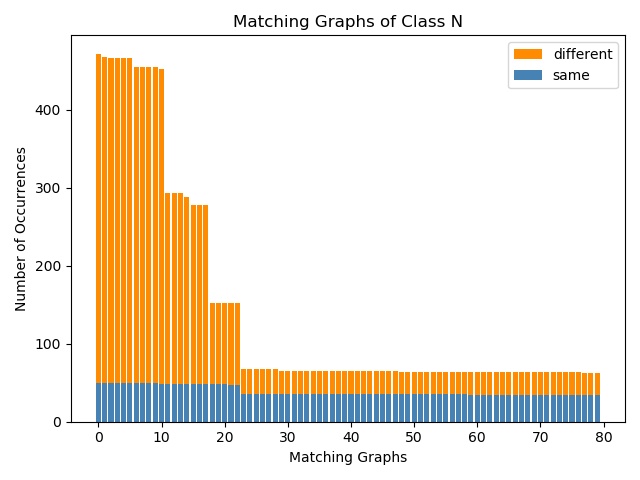 Matching Graphs of Class N
different
same
Number of Occurrences
400
300
200
100
0
0 10 20 30 40 50 60 70 80
Matching Graphs